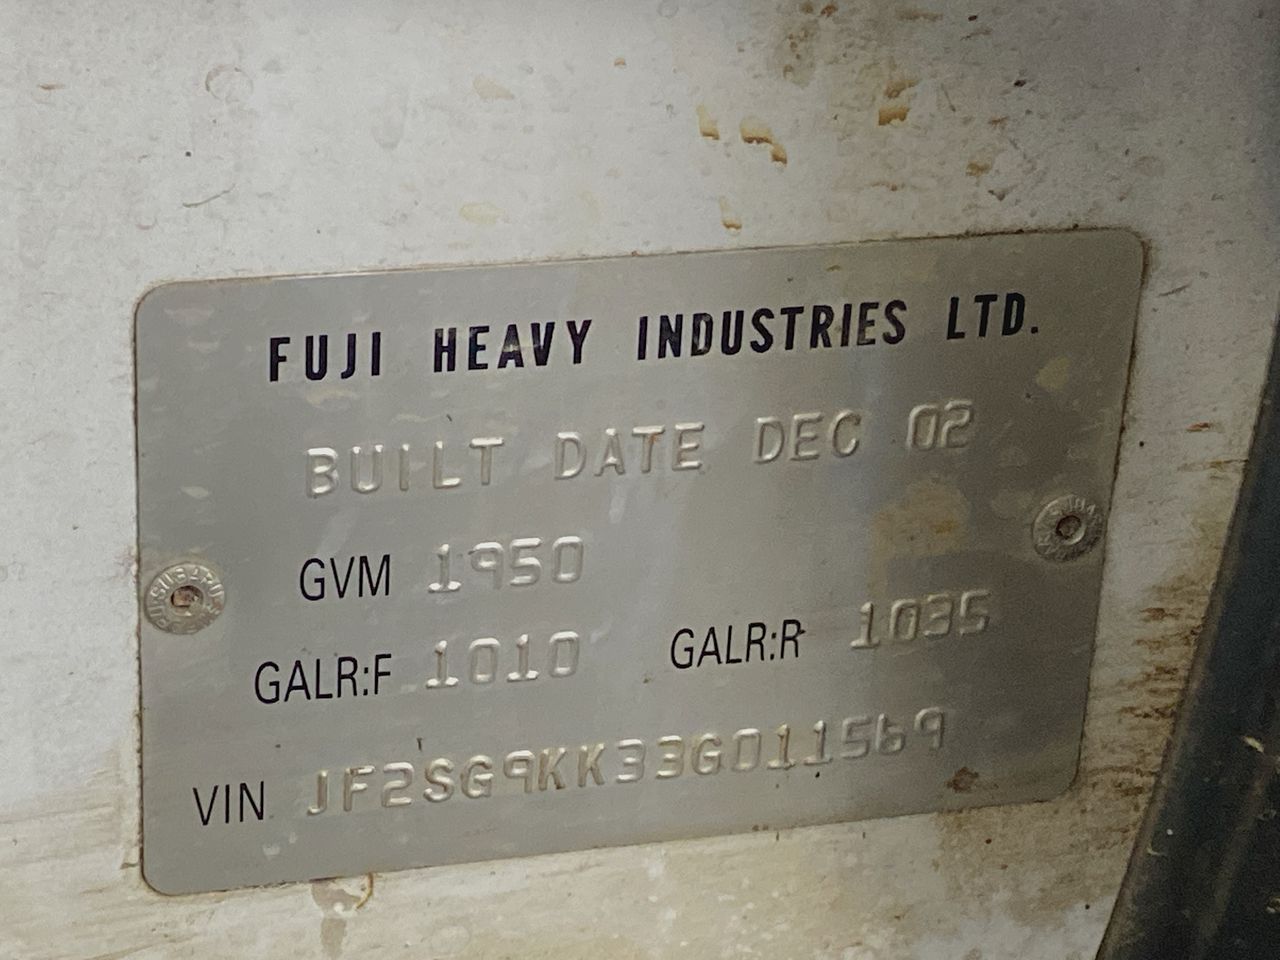 FUJI HEAVY INDUSTRIES LTD.
BUILT DATE DEC 02
GVM 1950
GALR:F 1010 GALR:R 1035
VIN JF2SG9KK33G011569